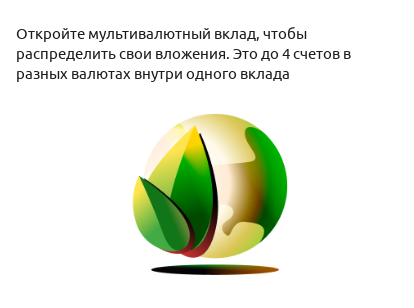 Откройте мультивалютный вклад, чтобы
распределить свои вложения. Это до 4 счетов в
разных валютах внутри одного вклада